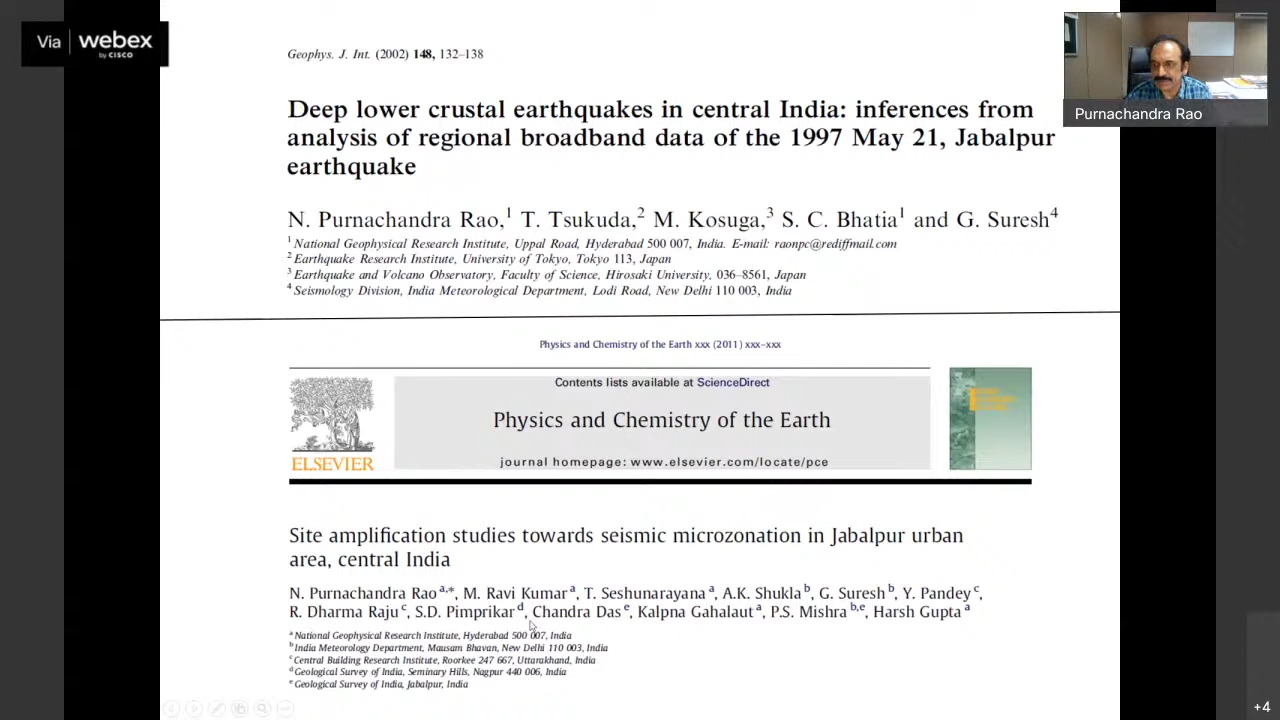 Via webex
by CISCO
Geophys. J. Int. (2002) 148, 132–138
Purnachandra Rao
Deep lower crustal earthquakes in central India: inferences from
analysis of regional broadband data of the 1997 May 21, Jabalpur
earthquake
N. Purnachandra Rao,1 T. Tsukuda,2 M. Kosuga,3 S. C. Bhatia1 and G. Suresh4
1 National Geophysical Research Institute, Uppal Road, Hyderabad 500 007, India. E-mail: raonpc@rediffmail.com
2 Earthquake Research Institute, University of Tokyo, Tokyo 113, Japan
3 Earthquake and Volcano Observatory, Faculty of Science, Hirosaki University, 036–8561, Japan
4 Seismology Division, India Meteorological Department, Lodi Road, New Delhi 110 003, India
Physics and Chemistry of the Earth xxx (2011) xxx–xxx
Contents lists available at ScienceDirect
Physics and Chemistry of the Earth
journal homepage: www.elsevier.com/locate/pce
ELSEVIER
Site amplification studies towards seismic microzonation in Jabalpur urban
area, central India
N. Purnachandra Rao a,*, M. Ravi Kumar a, T. Seshunarayana a, A.K. Shukla b, G. Suresh b, Y. Pandey c,
R. Dharma Raju c, S.D. Pimprikar d, Chandra Das e, Kalpna Gahalaut a, P.S. Mishra b,e, Harsh Gupta a
a National Geophysical Research Institute, Hyderabad 500 007, India
b India Meteorology Department, Mausam Bhavan, New Delhi 110 003, India
c Central Building Research Institute, Roorkee 247 667, Uttarakhand, India
d Geological Survey of India, Seminary Hills, Nagpur 440 006, India
e Geological Survey of India, Jabalpur, India
+4